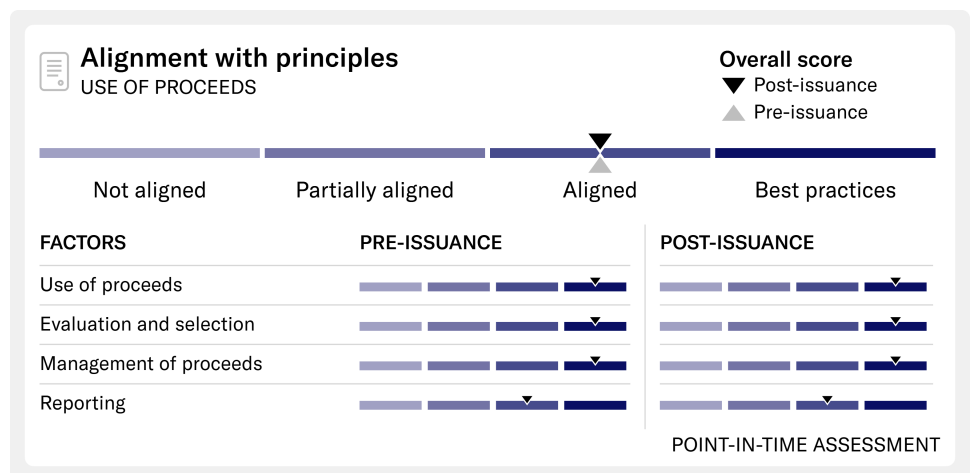 Alignment with principles
USE OF PROCEEDS
Overall score
Post-issuance
Pre-issuance
Not aligned
Partially aligned
Aligned
Best practices
FACTORS
PRE-ISSUANCE
POST-ISSUANCE
Use of proceeds
Evaluation and selection
Management of proceeds
Reporting
POINT-IN-TIME ASSESSMENT